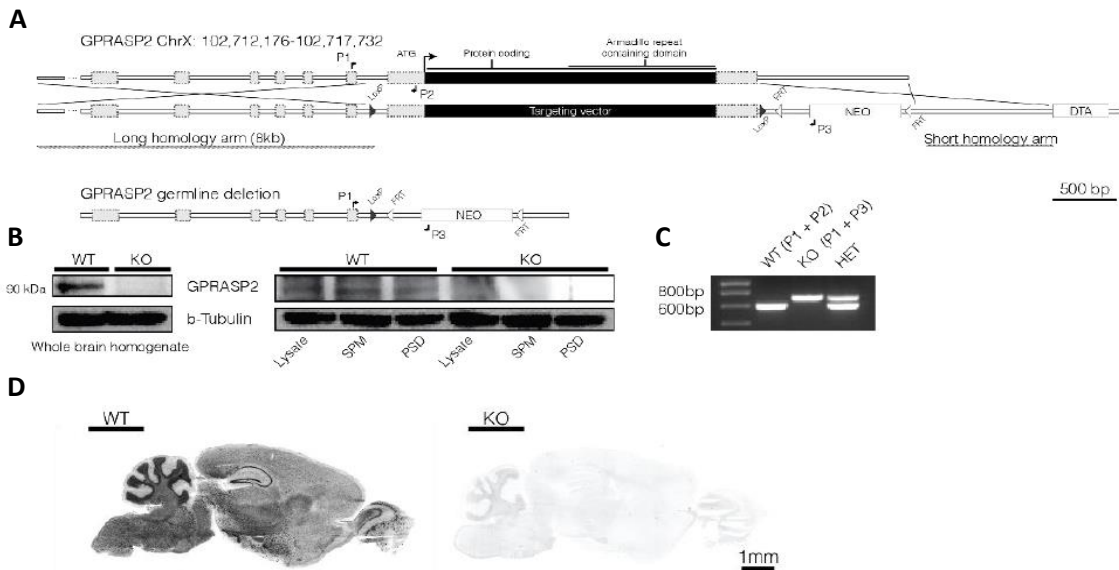 A
GPRASP2 ChrX: 102,712,176-102,717,732
P1
ATG
Protein coding
Armadillo repeat
containing domain
LoxP
P2
Targeting vector
LoxP
FRT
P3
NEO
FRT
DTA
Long homology arm (8kb)
Short homology arm
500 bp
GPRASP2 germline deletion
P1
LoxP
FRT
P3
NEO
FRT
B
WT
KO
WT
KO
90 kDa
GPRASP2
b-Tubulin
Whole brain homogenate
Lysate
SPM
PSD
Lysate
SPM
PSD
C
WT (P1 + P2)
KO (P1 + P3)
HET
800bp
600bp
D
WT
KO
1mm